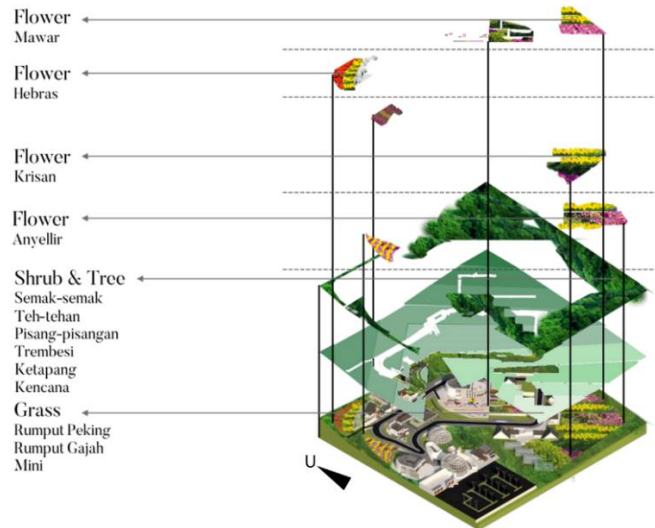 Flower
Mawar
Flower
Hebras
Flower
Krisan
Flower
Anyellir
Shrub & Tree
Semak-semak
Teh-tehan
Pisang-pisangan
Trembesi
Ketapang
Kencana
Grass
Rumput Peking
Rumput Gajah
Mini
U